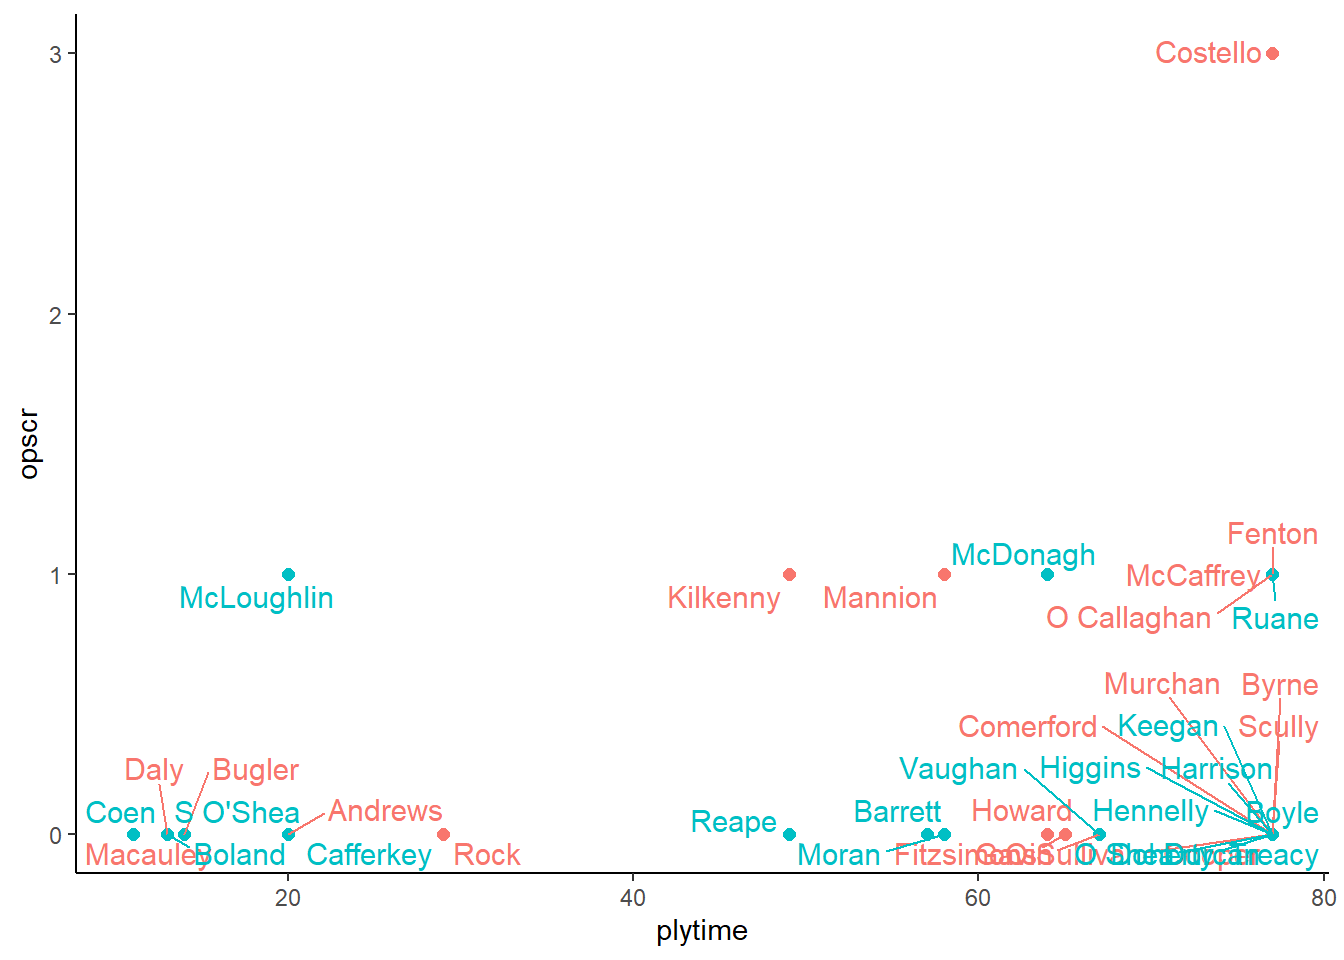 3
Costello
2
opscr
Fenton
McDonagh
1
McCaffrey
McLoughlin
Kilkenny
Mannion
O Callaghan
Ruane
Murchan
Byrne
Comerford
Keegan
Scully
Daly
Bugler
Vaughan
Higgins
Harrison
Coen
S O'Shea
Andrews
Reape
Barrett
Howard
Hennelly
Boyle
0
Macauley
Boland
Cafferkey
Rock
Moran
20
40
60
80
plytime